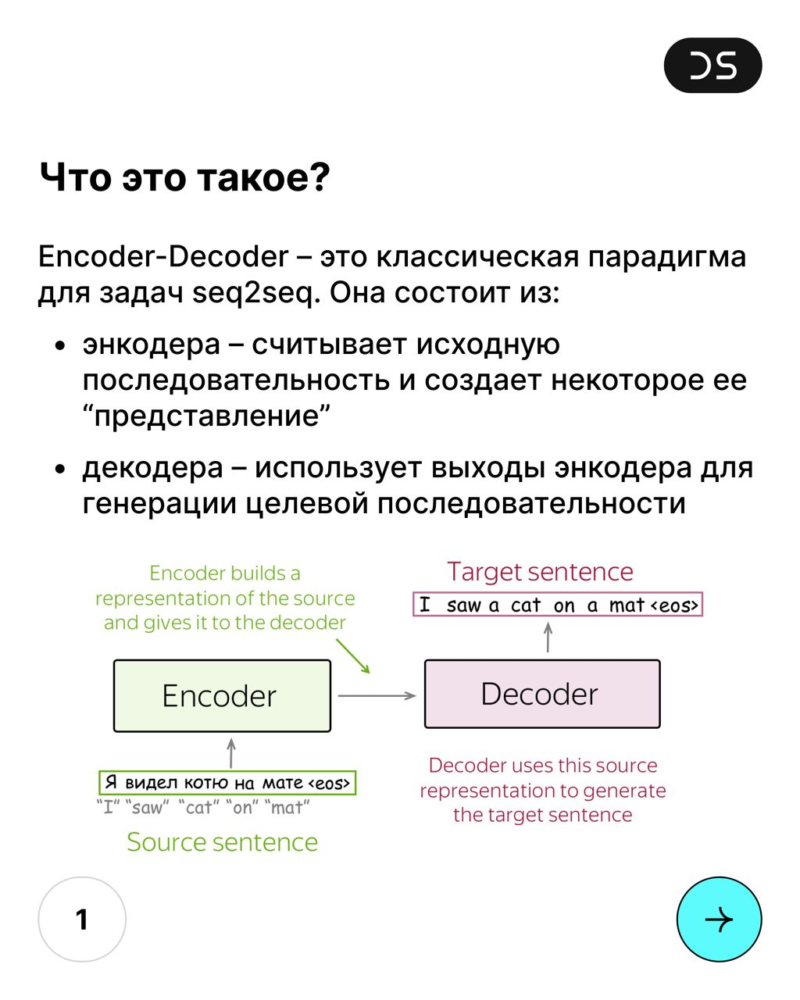 DS
Что это такое?
Encoder-Decoder – это классическая парадигма
для задач seq2seq. Она состоит из:
• энкодера – считывает исходную
последовательность и создает некоторое ее
“представление”
• декодера – использует выходы энкодера для
генерации целевой последовательности
Encoder builds a
representation of the source
and gives it to the decoder
Target sentence
I saw a cat on a mat <eos>
Encoder
Decoder
Я видел котю на мате <eos>
“I” “saw” “cat” “on” “mat”
Source sentence
Decoder uses this source
representation to generate
the target sentence
1